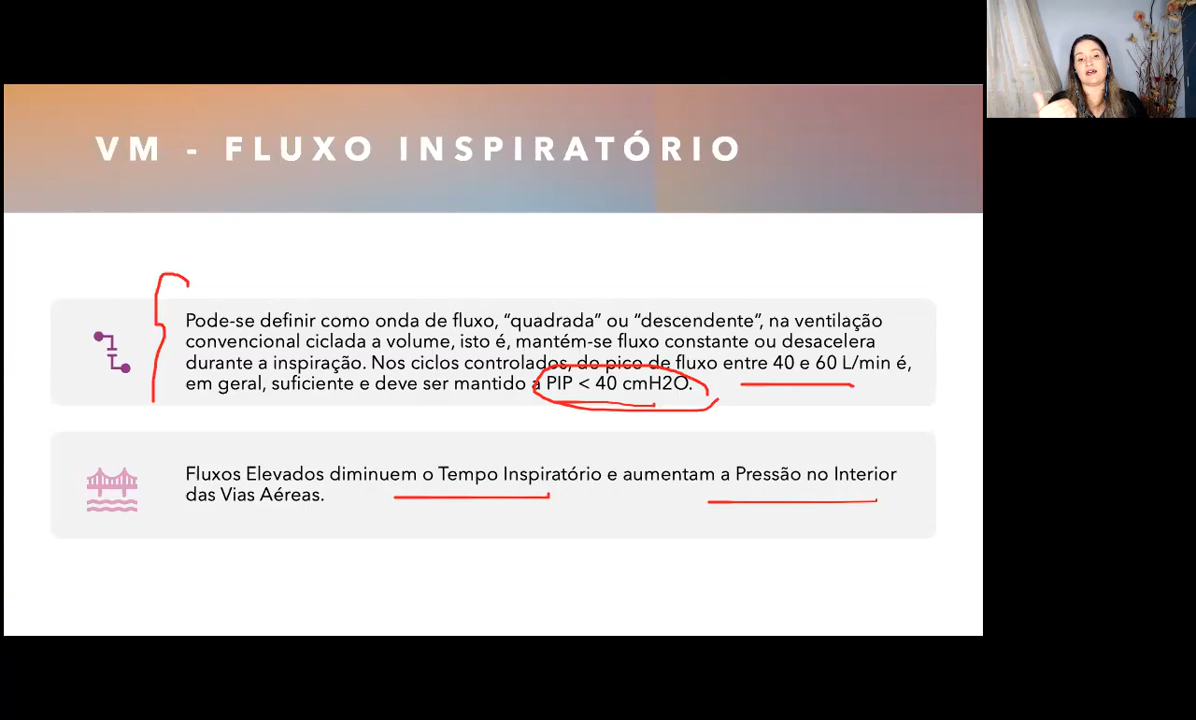 VM - FLUXO INSPIRATÓRIO
Pode-se definir como onda de fluxo, “quadrada” ou “descendente”, na ventilação
convencional ciclada a volume, isto é, mantém-se fluxo constante ou desacelera
durante a inspiração. Nos ciclos controlados, do pico de fluxo entre 40 e 60 L/min é,
em geral, suficiente e deve ser mantido a PIP < 40 cmH2O.
Fluxos Elevados diminuem o Tempo Inspiratório e aumentam a Pressão no Interior
das Vias Aéreas.